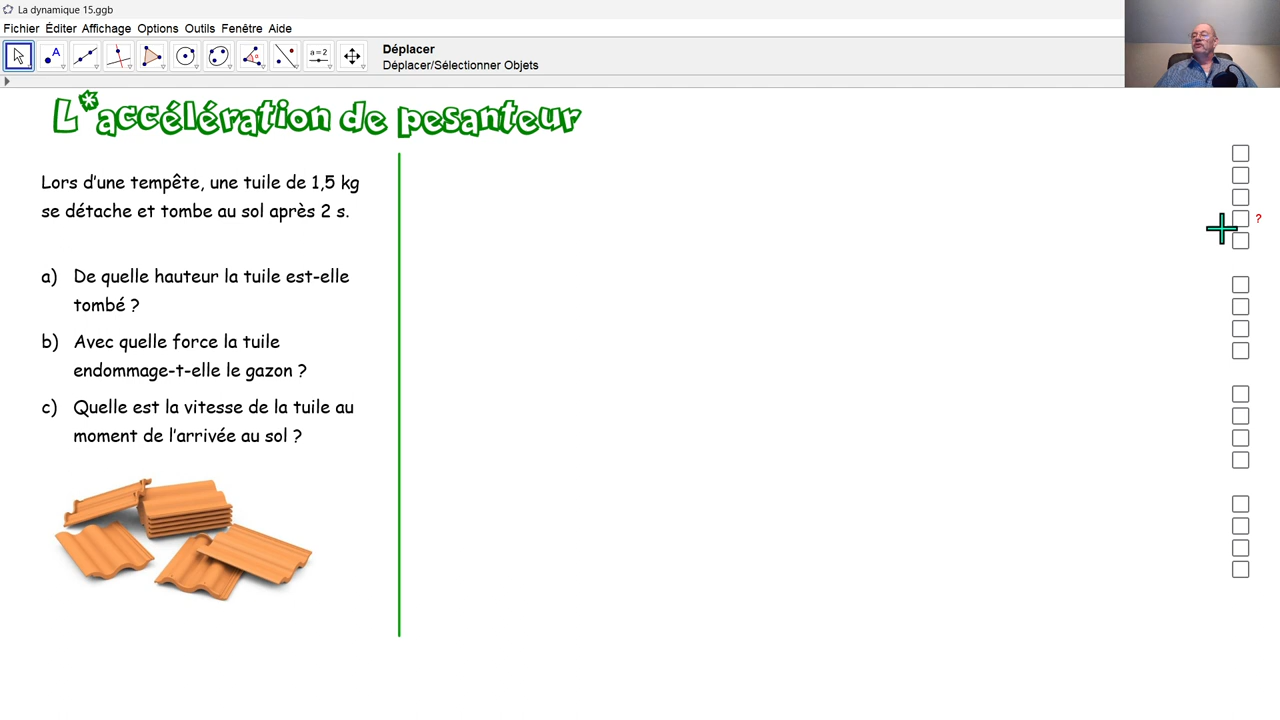 La dynamique 15.ggb
Fichier Éditer Affichage Options Outils Fenêtre Aide
A
a=2
Déplacer
Déplacer/Sélectionner Objets
L'accélération de pesanteur
Lors d'une tempête, une tuile de 1,5 kg
se détache et tombe au sol après 2 s.
a) De quelle hauteur la tuile est-elle
tombé ?
b) Avec quelle force la tuile
endommage-t-elle le gazon ?
c) Quelle est la vitesse de la tuile au
moment de l'arrivée au sol ?
?